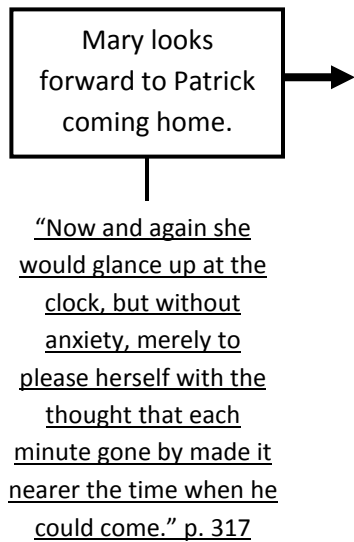 Mary looks
forward to Patrick
coming home.
“Now and again she
would glance up at the
clock, but without
anxiety, merely to
please herself with the
thought that each
minute gone by made it
nearer the time when he
could come.” p. 317